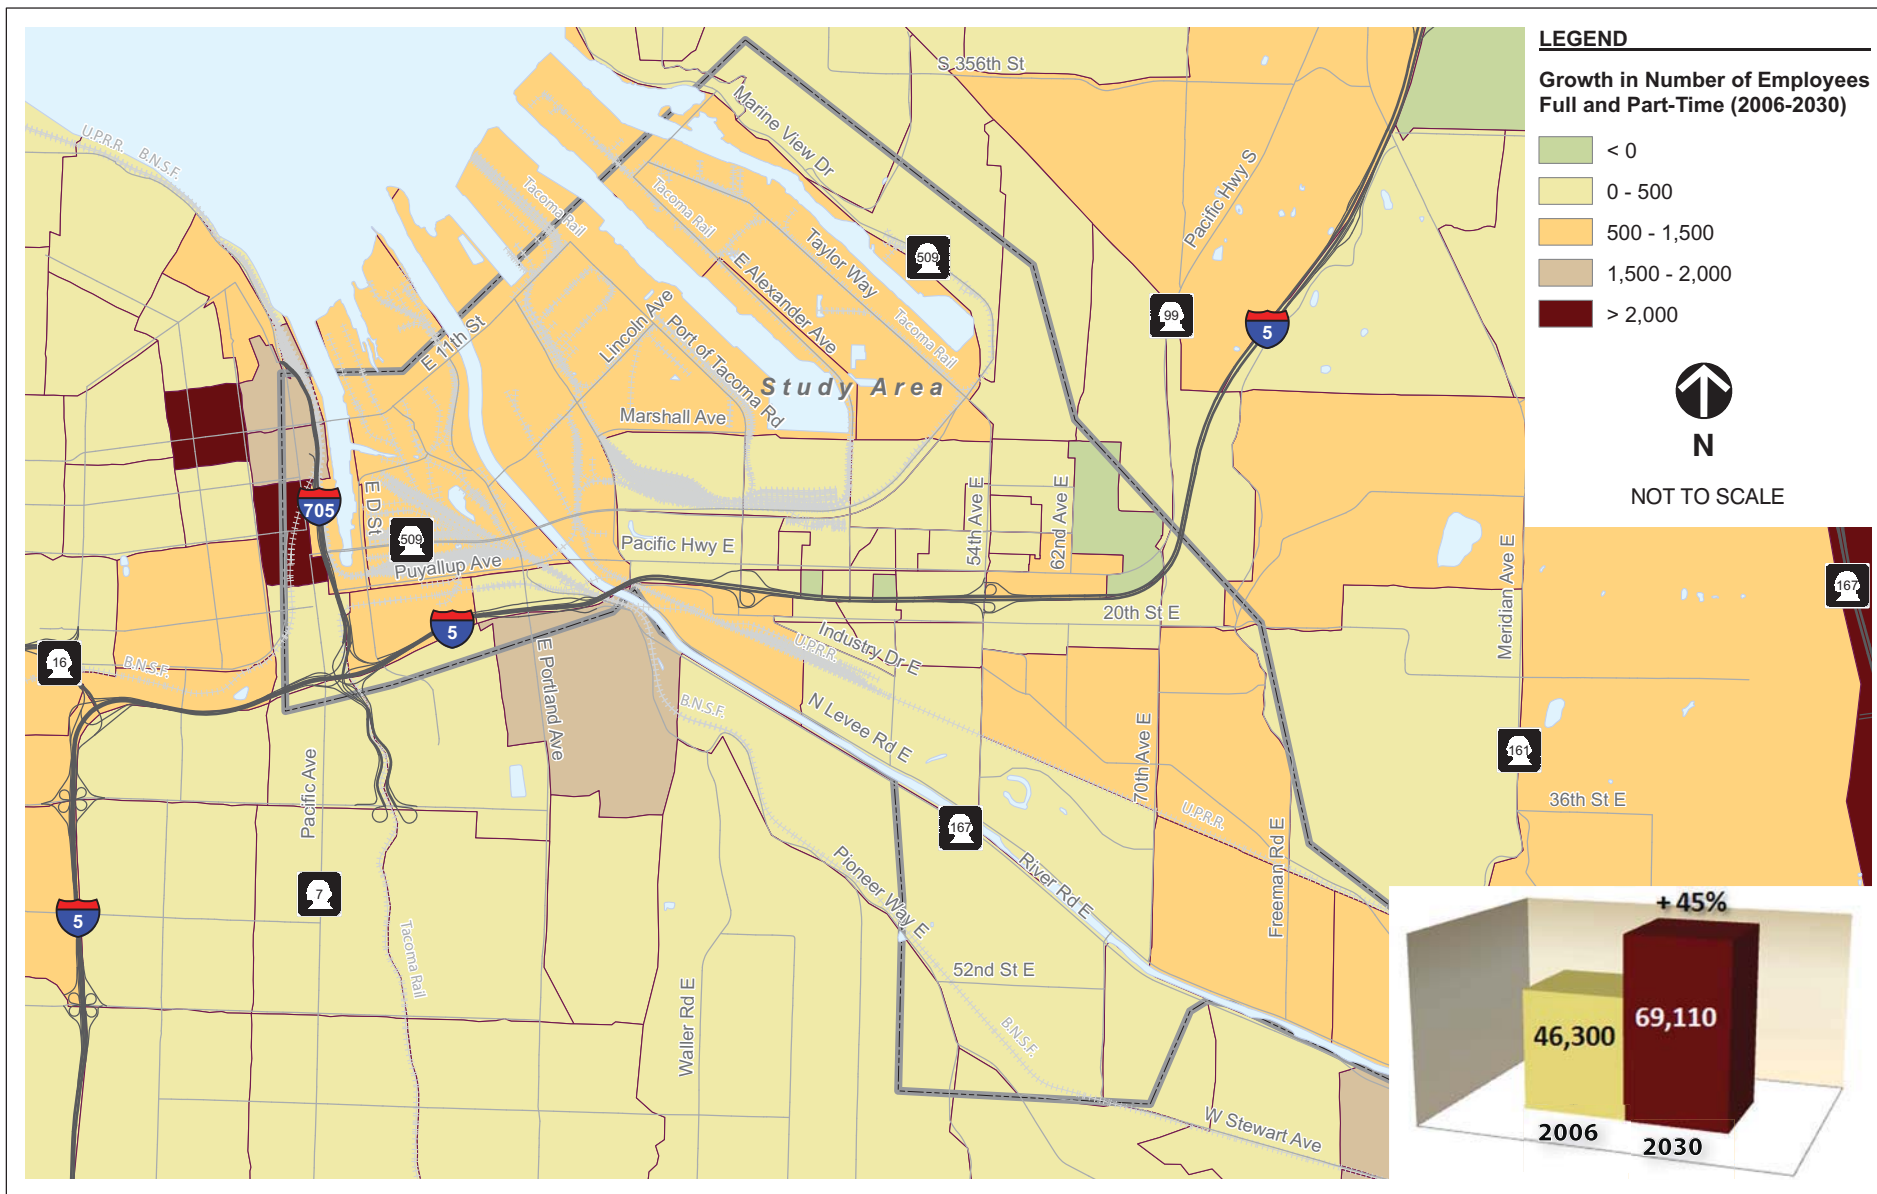 LEGEND
Growth in Number of Employees
Full and Part-Time (2006-2030)
< 0
0 - 500
500 - 1,500
1,500 - 2,000
> 2,000
N
NOT TO SCALE
S 356th St
Marine View Dr
U.P.R.R.
B.N.S.F.
Pacific Hwy S
Tacoma Rail
Tacoma Rail
Taylor Way
509
E Alexander Ave
99
5
Tacoma Rail
Lincoln Ave
Port of Tacoma Rd
E 11th St
Study Area
Marshall Ave
705
E D St
509
54th Ave E
62nd Ave E
Pacific Hwy E
Puyallup Ave
Meridian Ave E
167
20th St E
5
Industry Dr E
U.P.R.R.
16
B.N.S.F.
E Portland Ave
B.N.S.F.
N Levee Rd E
70th Ave E
161
Pacific Ave
36th St E
U.P.R.R.
167
7
Pioneer Way E
River Rd E
Freeman Rd E
5
Tacoma Rail
52nd St E
Waller Rd E
B.N.S.F.
W Stewart Ave
+ 45%
46,300
69,110
2006
2030